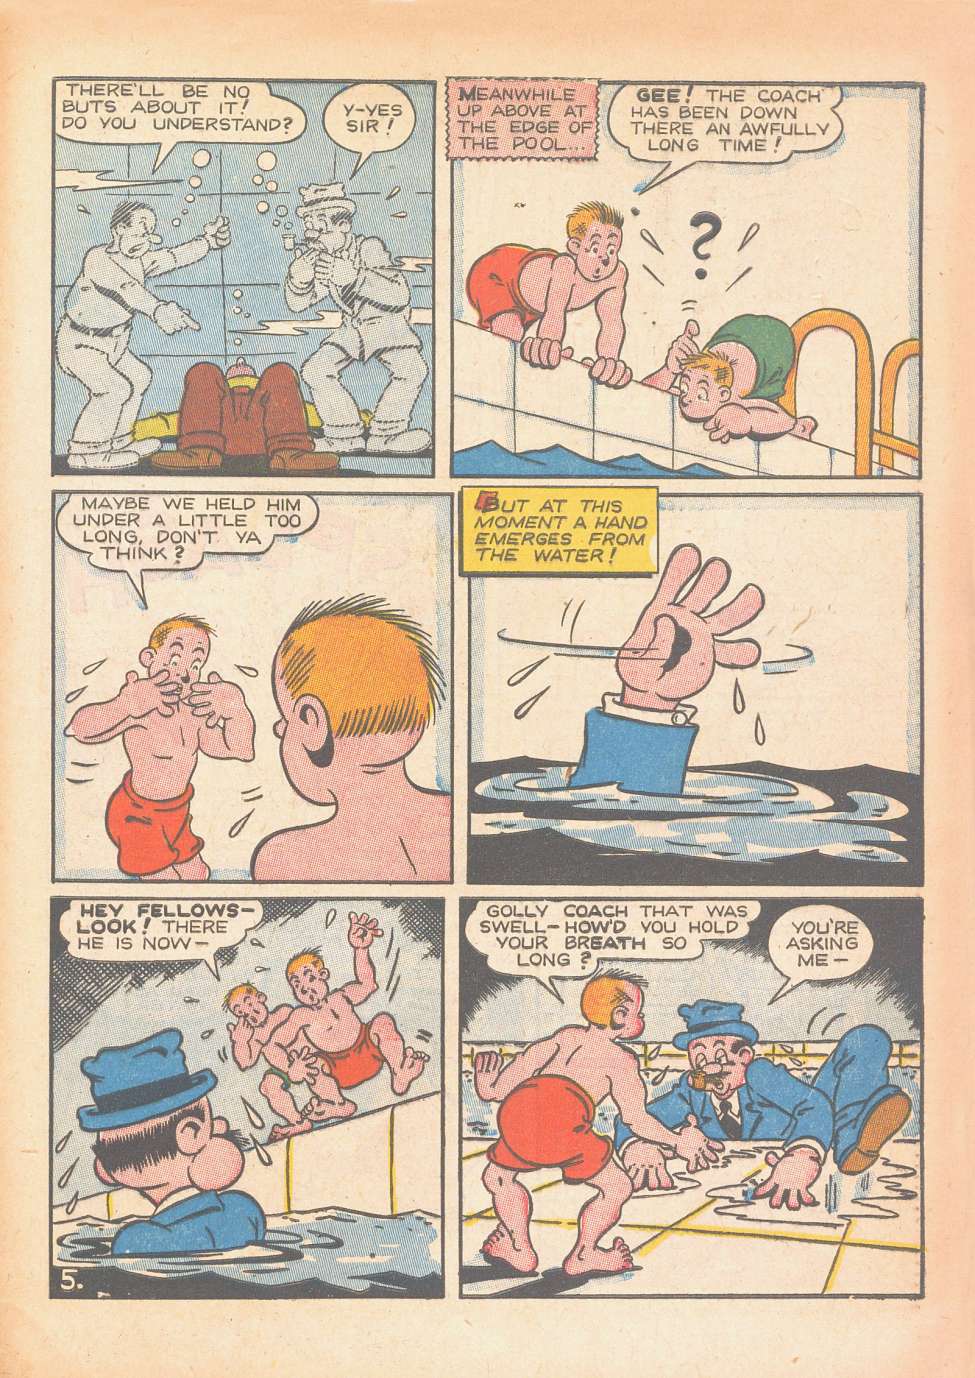 THERE'LL BE NO
BUTS ABOUT IT!
DO YOU UNDERSTAND?
Y-YES
SIR!
MEANWHILE
UP ABOVE AT
THE EDGE OF
THE POOL...
GEE! THE COACH
HAS BEEN DOWN
THERE AN AWFULLY
LONG TIME!
?
MAYBE WE HELD HIM
UNDER A LITTLE TOO
LONG, DON'T YA
THINK?
BUT AT THIS
MOMENT A HAND
EMERGES FROM
THE WATER!
HEY FELLOWS-
LOOK! THERE
HE IS NOW-
5.
GOLLY COACH THAT WAS
SWELL-HOW'D YOU HOLD
YOUR BREATH SO
LONG?
YOU'RE
ASKING
ME-